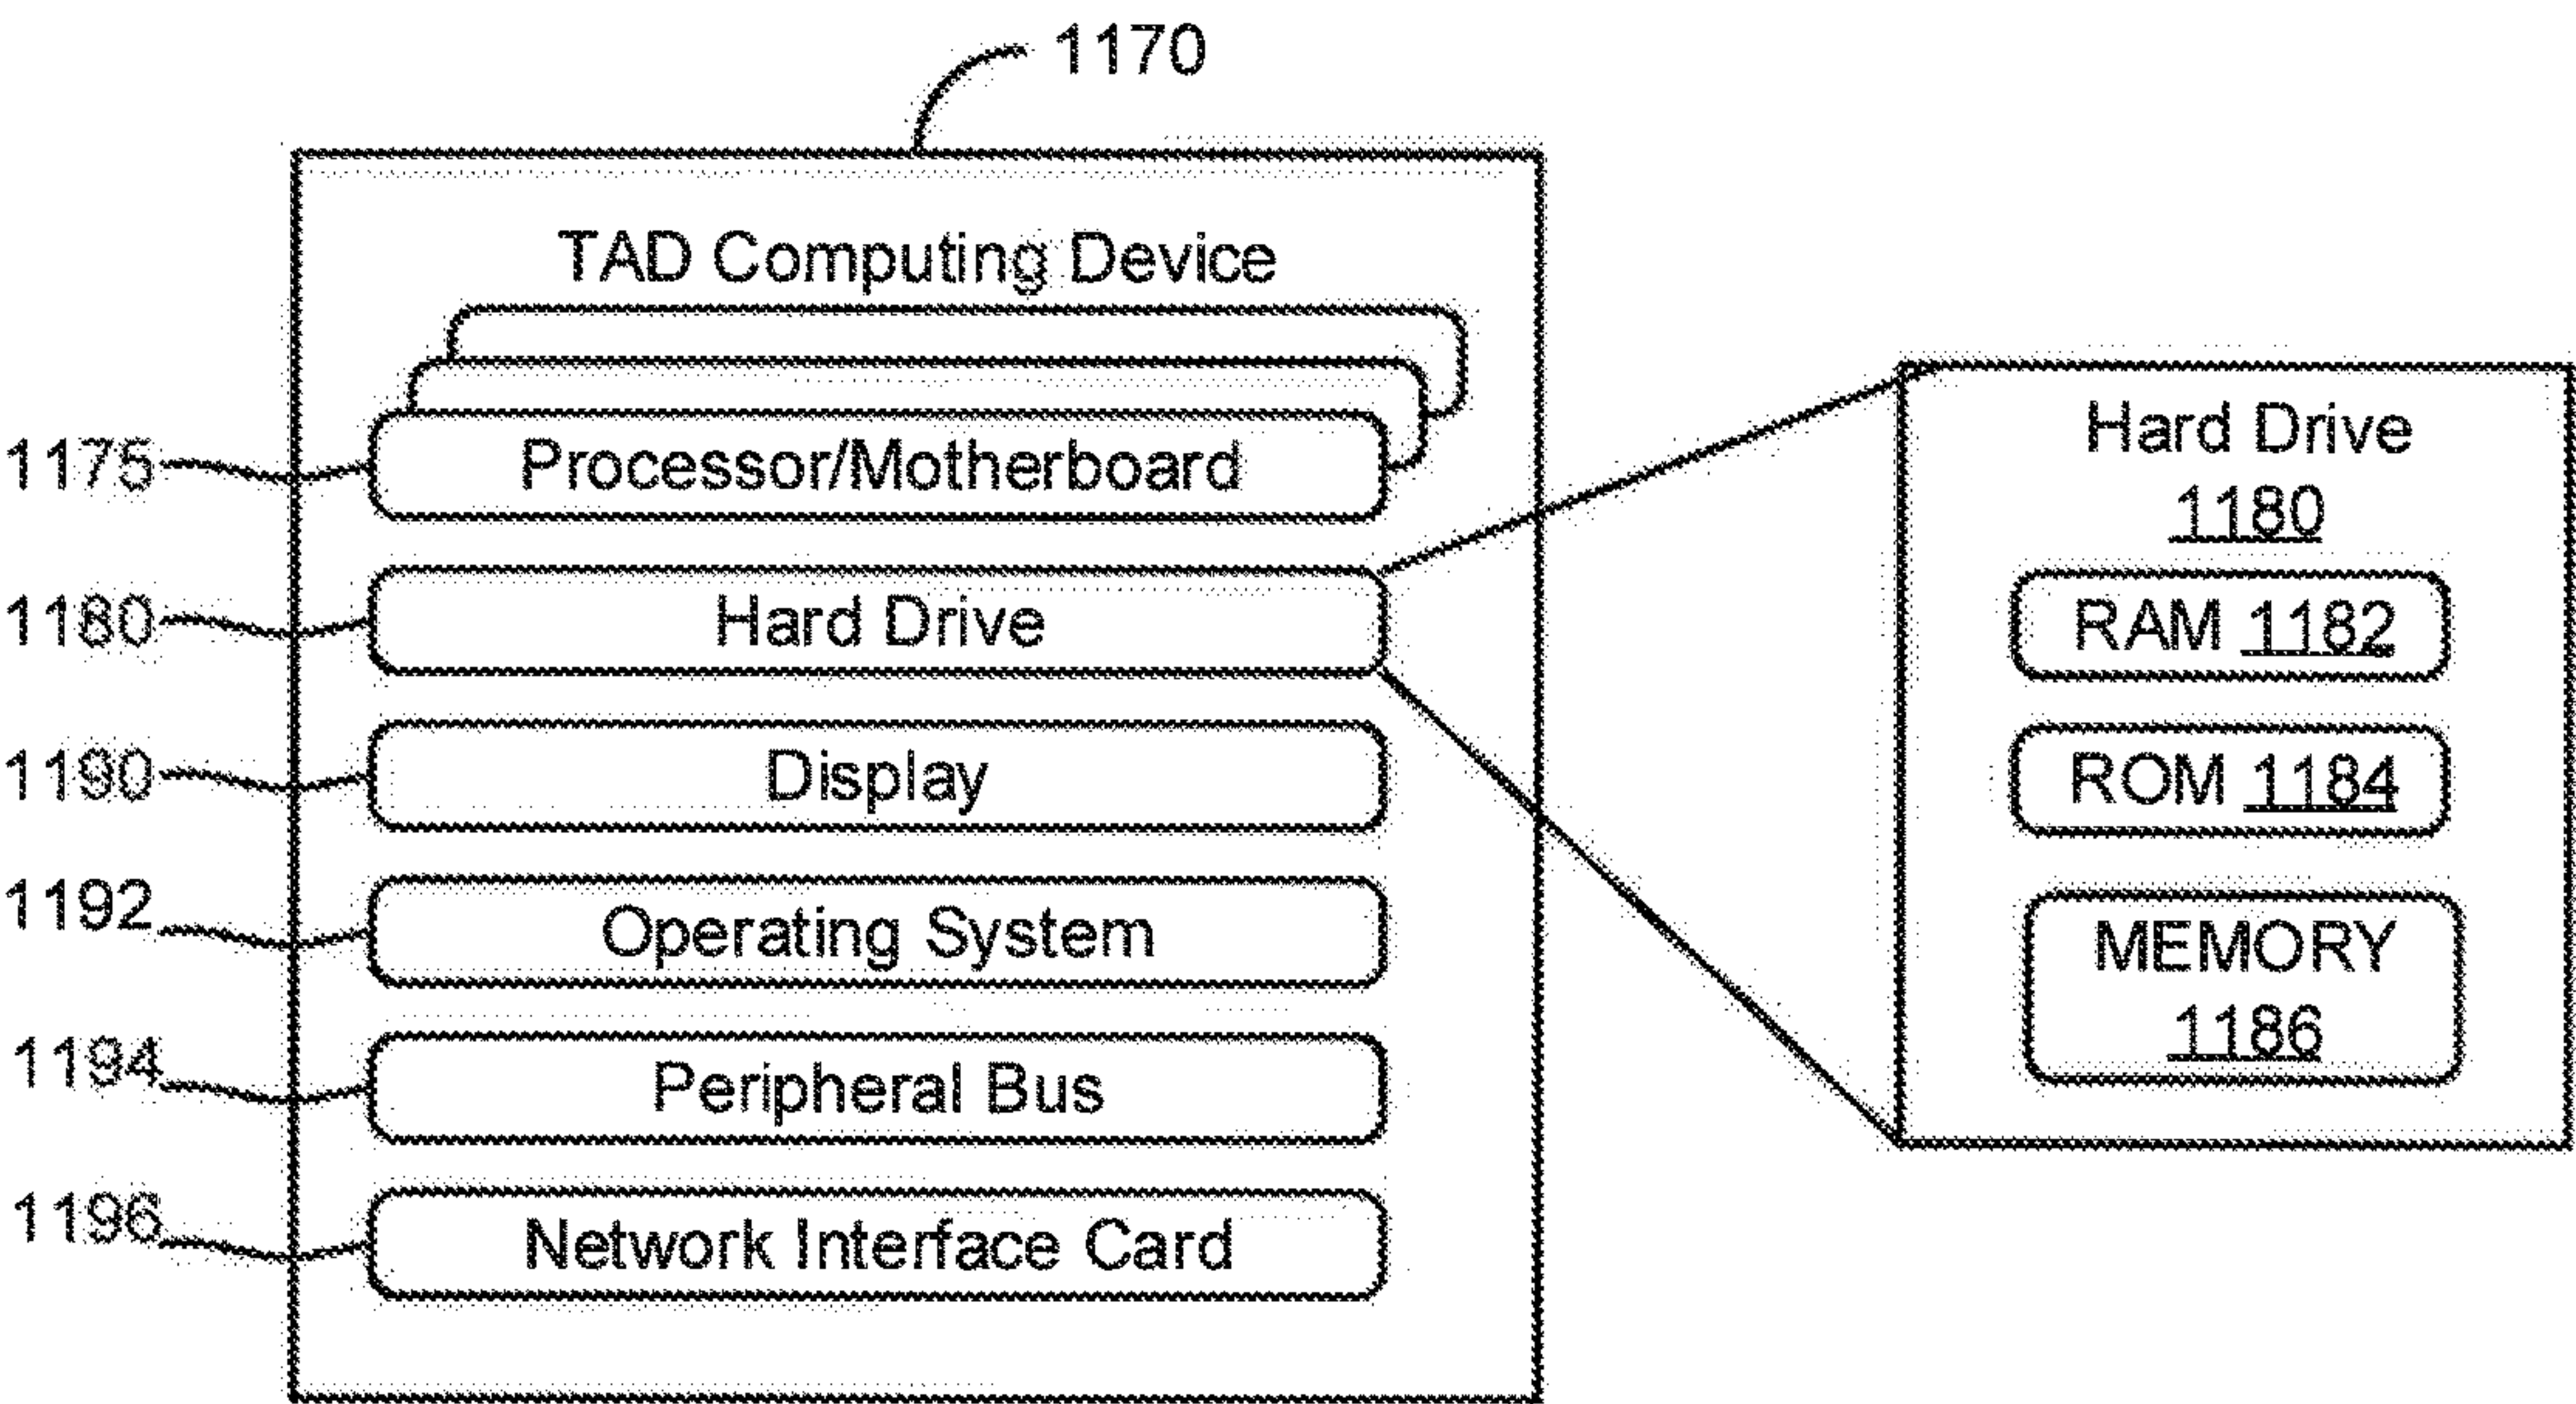 1170
TAD Computing Device
1175
Processor/Motherboard
1180
Hard Drive
1190
Display
1192
Operating System
1194
Peripheral Bus
1196
Network Interface Card
Hard Drive
1180
RAM 1182
ROM 1184
MEMORY
1186